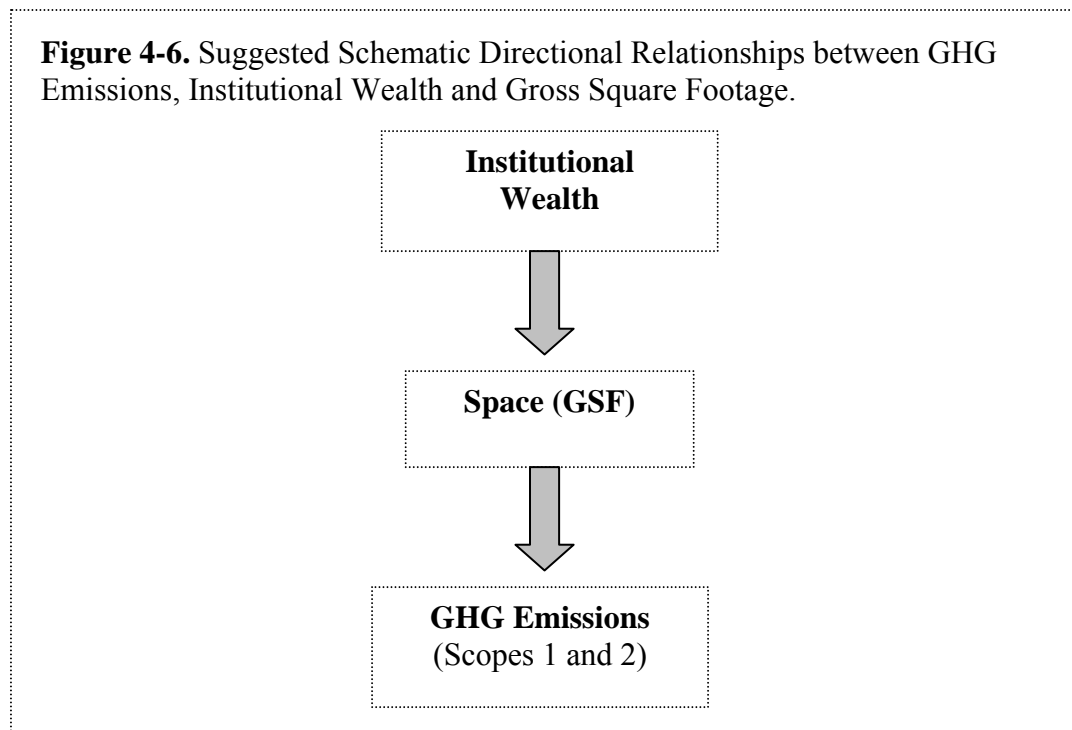 Figure 4-6. Suggested Schematic Directional Relationships between GHG
Emissions, Institutional Wealth and Gross Square Footage.
Institutional
Wealth
Space (GSF)
GHG Emissions
(Scopes 1 and 2)